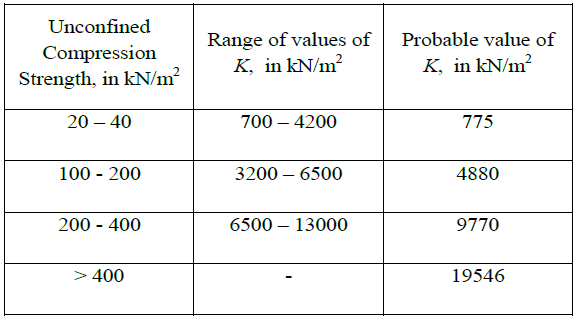 Unconfined
Compression
Strength, in kN/m²
Range of values of
K, in kN/m²
Probable value of
K, in kN/m²
20 – 40
700 – 4200
775
100 - 200
3200 – 6500
4880
200 - 400
6500 – 13000
9770
> 400
-
19546